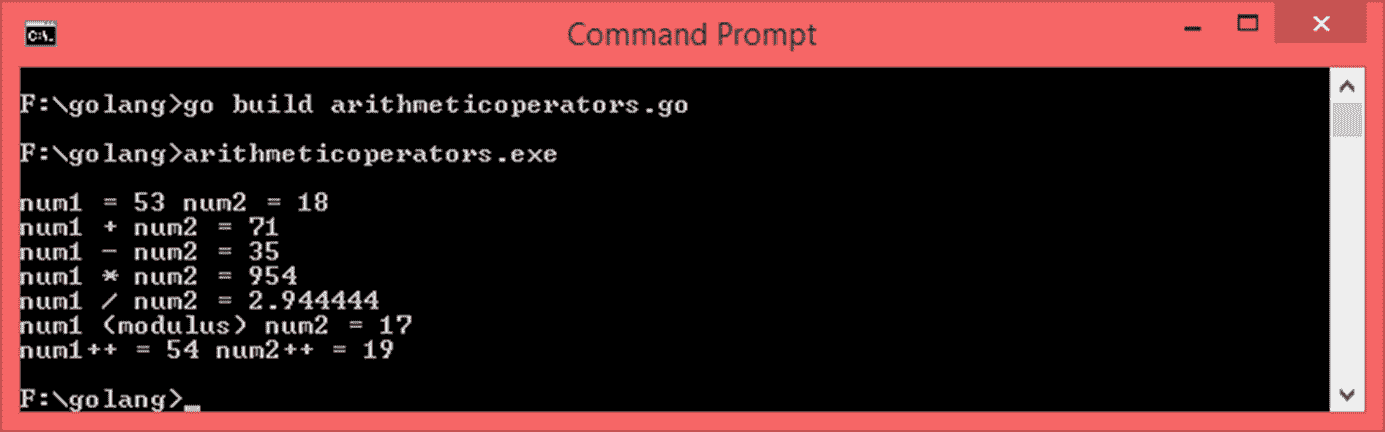 C:\.
Command Prompt
F:\golang>go build arithmeticoperators.go
F:\golang>arithmeticoperators.exe
num1 = 53 num2 = 18
num1 + num2 = 71
num1 - num2 = 35
num1 * num2 = 954
num1 / num2 = 2.944444
num1 (modulus) num2 = 17
num1++ = 54 num2++ = 19
F:\golang>_